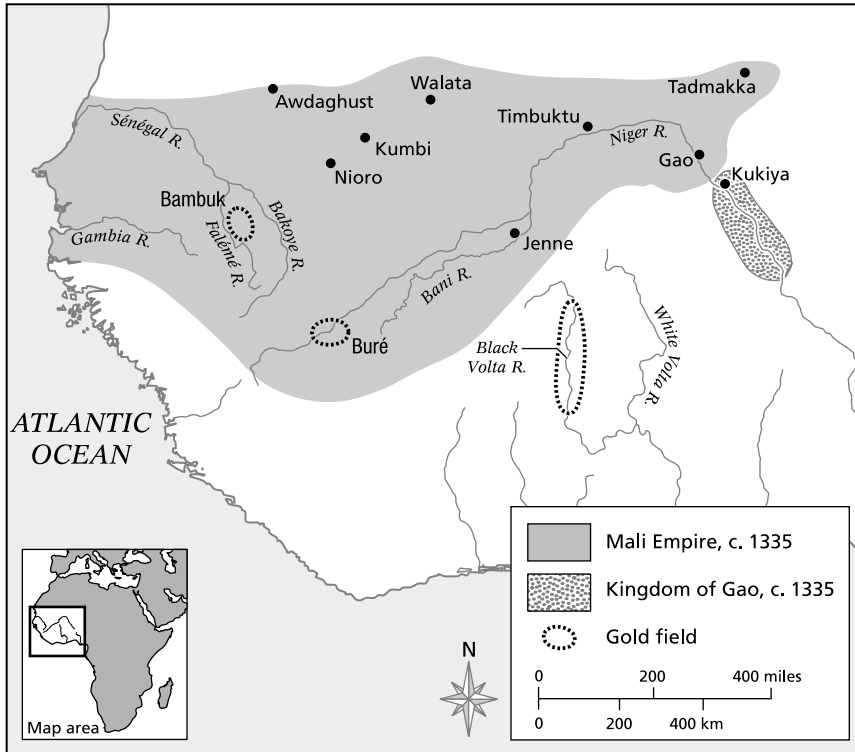 Awdaghust
Walata
Tadmakka
Timbuktu
Sénégal R.
Kumbi
Niger R.
Nioro
Gao
Kukiya
Bambuk
Bakoye R.
Falémé R.
Gambia R.
Jenne
Bani R.
Buré
Black
Volta R.
White
Volta R.
ATLANTIC
OCEAN
Mali Empire, c. 1335
Kingdom of Gao, c. 1335
Gold field
N
0 200 400 miles
0 200 400 km
Map area